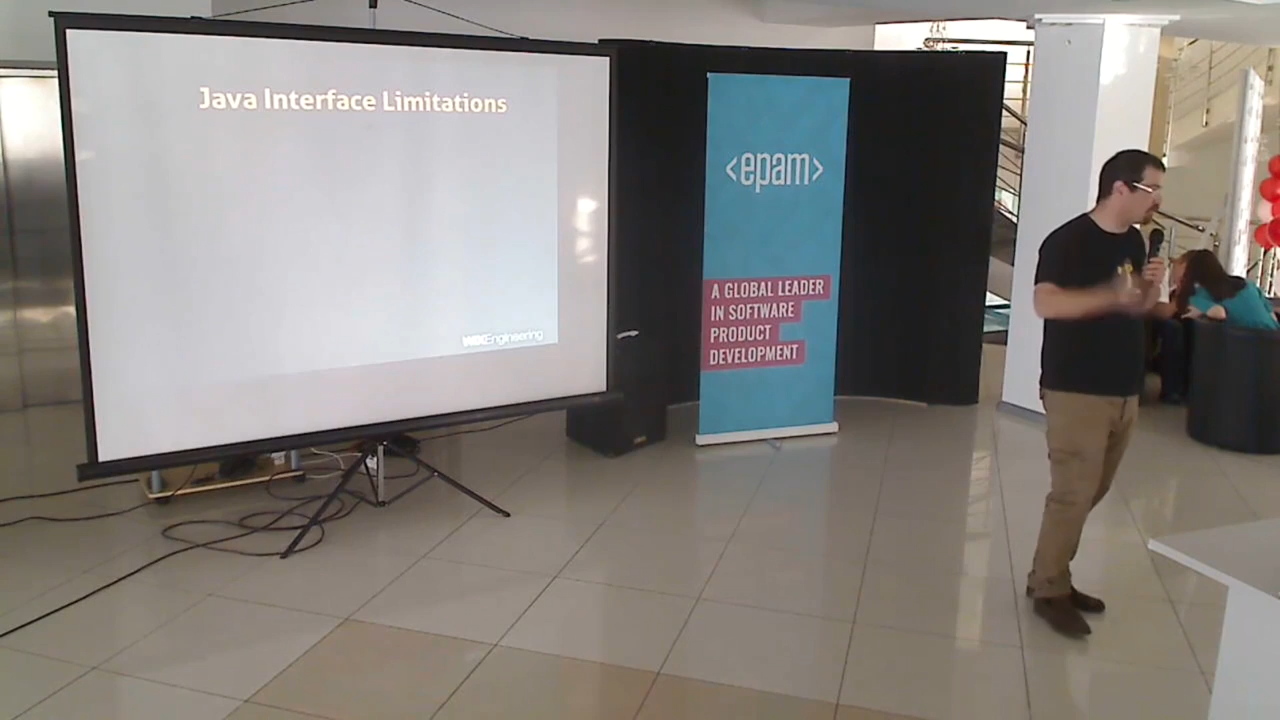 Java Interface Limitations
WIXEngineering
<epam>
A GLOBAL LEADER
IN SOFTWARE
PRODUCT
DEVELOPMENT